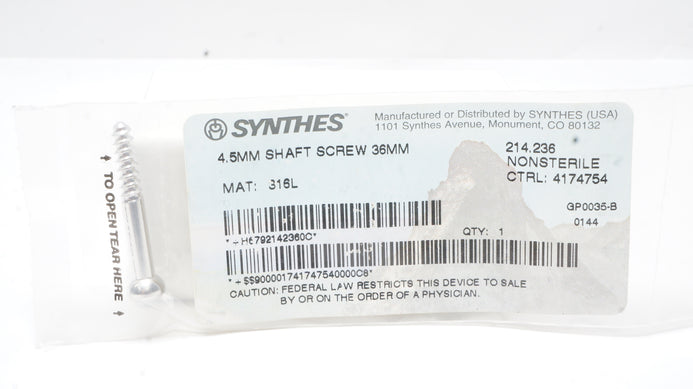 SYNTHES®
Manufactured or Distributed by SYNTHES (USA)
1101 Synthes Avenue, Monument, CO 80132
4.5MM SHAFT SCREW 36MM
214.236
NONSTERILE
MAT: 316L
CTRL: 4174754
GP0035-B
0144
*+H6792142360C*
QTY: 1
*+$$9000017417475400000C8*
CAUTION: FEDERAL LAW RESTRICTS THIS DEVICE TO SALE
BY OR ON THE ORDER OF A PHYSICIAN.
↑ TO OPEN TEAR HERE ↑